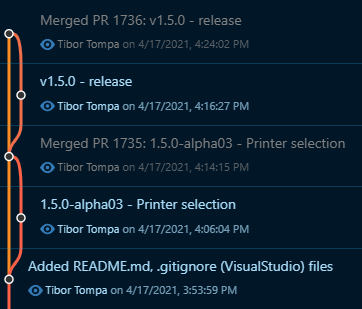 Merged PR 1736: v1.5.0 - release
Tibor Tompa on 4/17/2021, 4:24:02 PM
v1.5.0 - release
Tibor Tompa on 4/17/2021, 4:16:27 PM
Merged PR 1735: 1.5.0-alpha03 - Printer selection
Tibor Tompa on 4/17/2021, 4:14:15 PM
1.5.0-alpha03 - Printer selection
Tibor Tompa on 4/17/2021, 4:06:04 PM
Added README.md, .gitignore (VisualStudio) files
Tibor Tompa on 4/17/2021, 3:53:59 PM